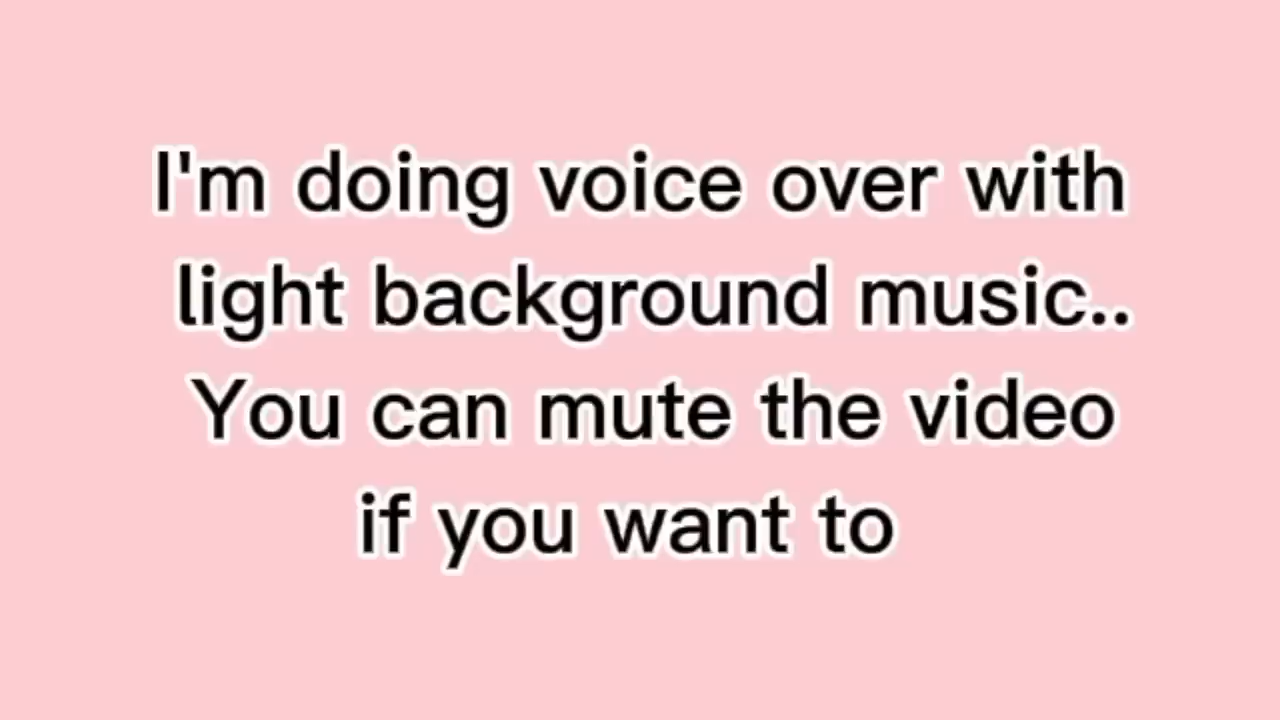 I'm doing voice over with
light background music..
You can mute the video
if you want to